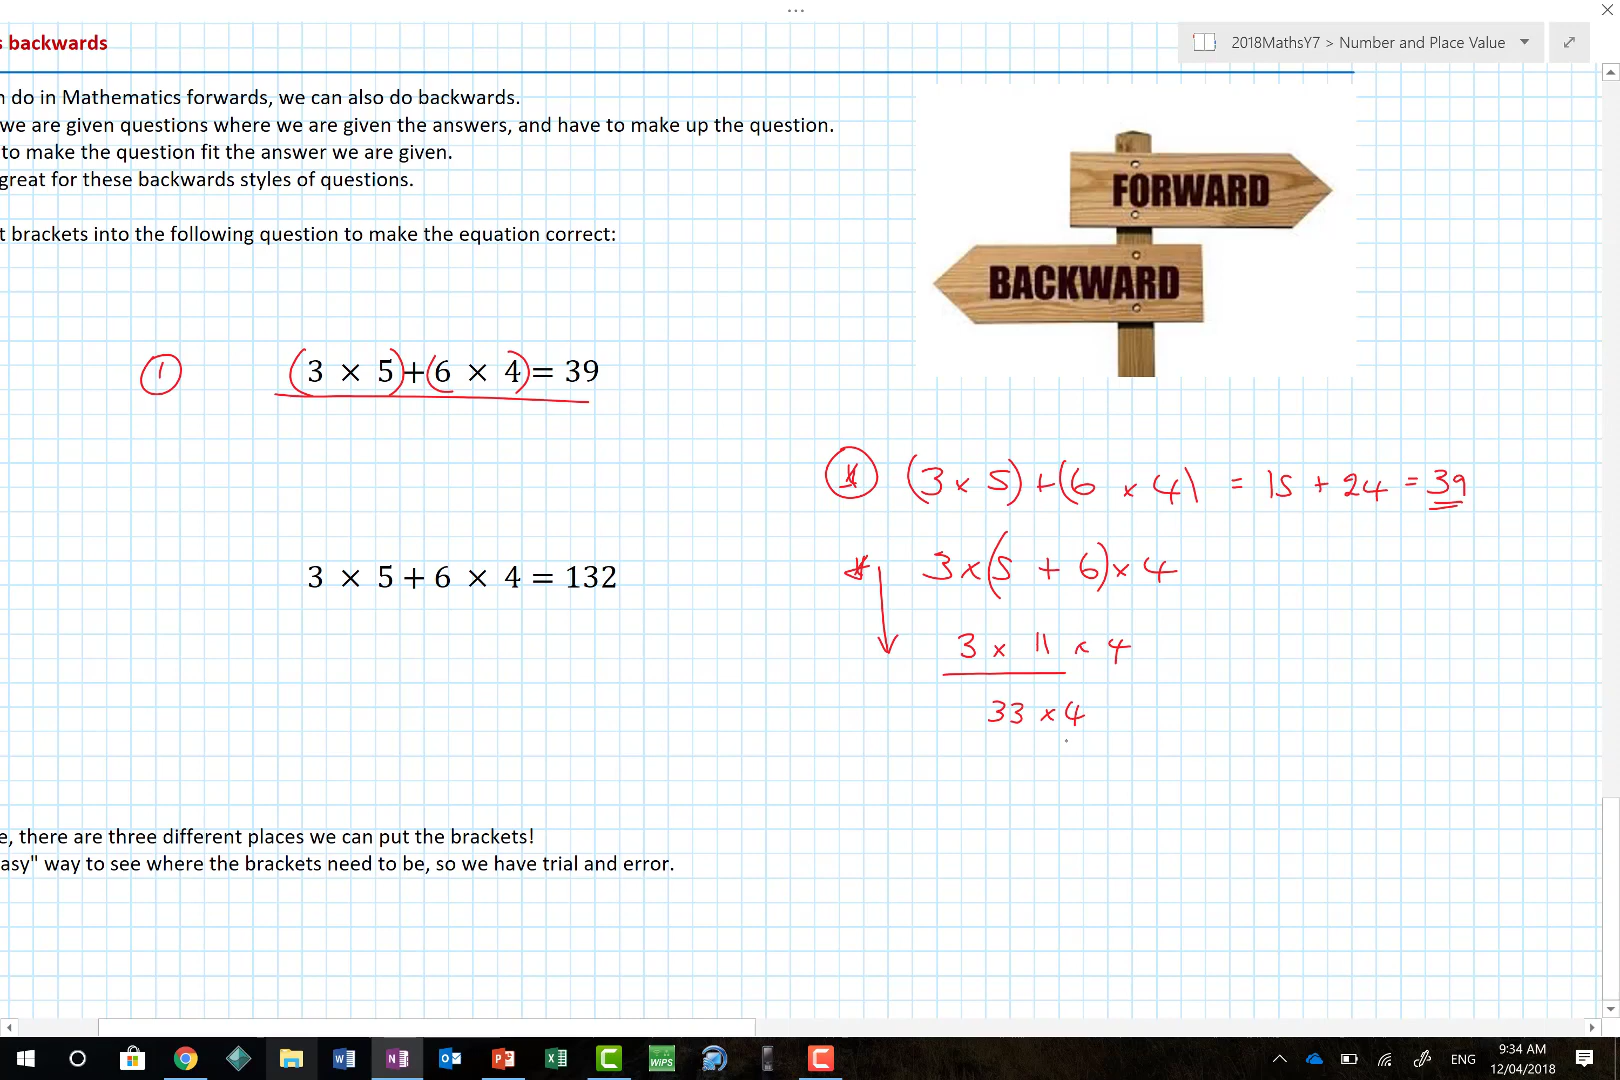 s backwards
2018MathsY7 > Number and Place Value
n do in Mathematics forwards, we can also do backwards.
we are given questions where we are given the answers, and have to make up the question.
to make the question fit the answer we are given.
great for these backwards styles of questions.
t brackets into the following question to make the equation correct:
FORWARD
BACKWARD
① (3 × 5)+(6 × 4)= 39
(3 × 5) + (6 × 4) = 15 + 24 = 39
3 × (5 + 6) × 4
3 × 5 + 6 × 4 = 132
3 × 11 × 4
33 × 4
e, there are three different places we can put the brackets!
asy" way to see where the brackets need to be, so we have trial and error.
WIPS
ENG
9:34 AM
12/04/2018